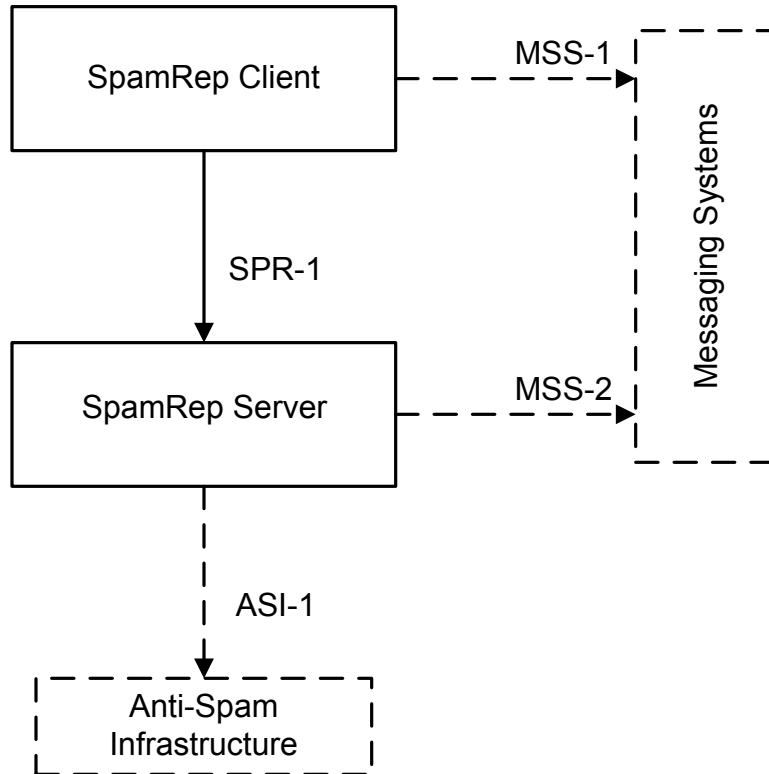 SpamRep Client
MSS-1
Messaging Systems
SPR-1
SpamRep Server
MSS-2
ASI-1
Anti-Spam
Infrastructure